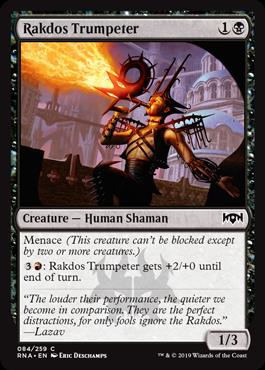 Rakdos Trumpeter 1
Creature — Human Shaman
Menace (This creature can't be blocked except
by two or more creatures.)
3: Rakdos Trumpeter gets +2/+0 until
end of turn.
“The louder their performance, the quieter we
become in comparison. They are the perfect
distractions, for only fools ignore the Rakdos.”
—Lazav
1/3
084/259 C
RNA • EN Eric Deschamps
™ & © 2019 Wizards of the Coast